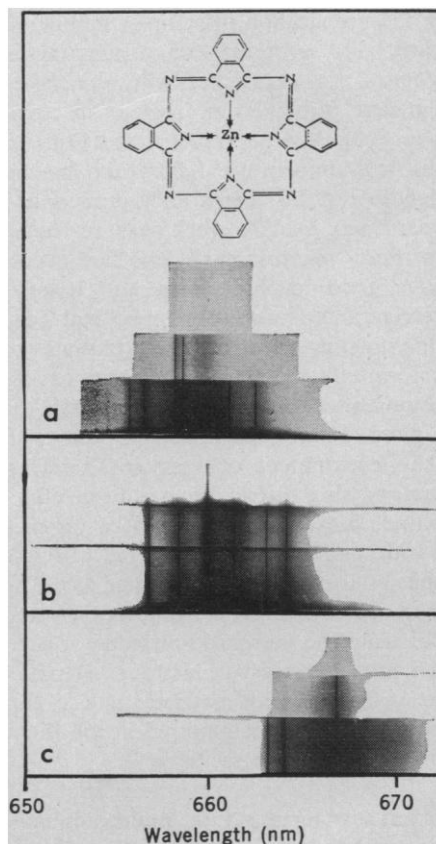 N C C N
N
C C
N Zn N
C C
N
N C C N
a
b
c
650 660 670
Wavelength (nm)